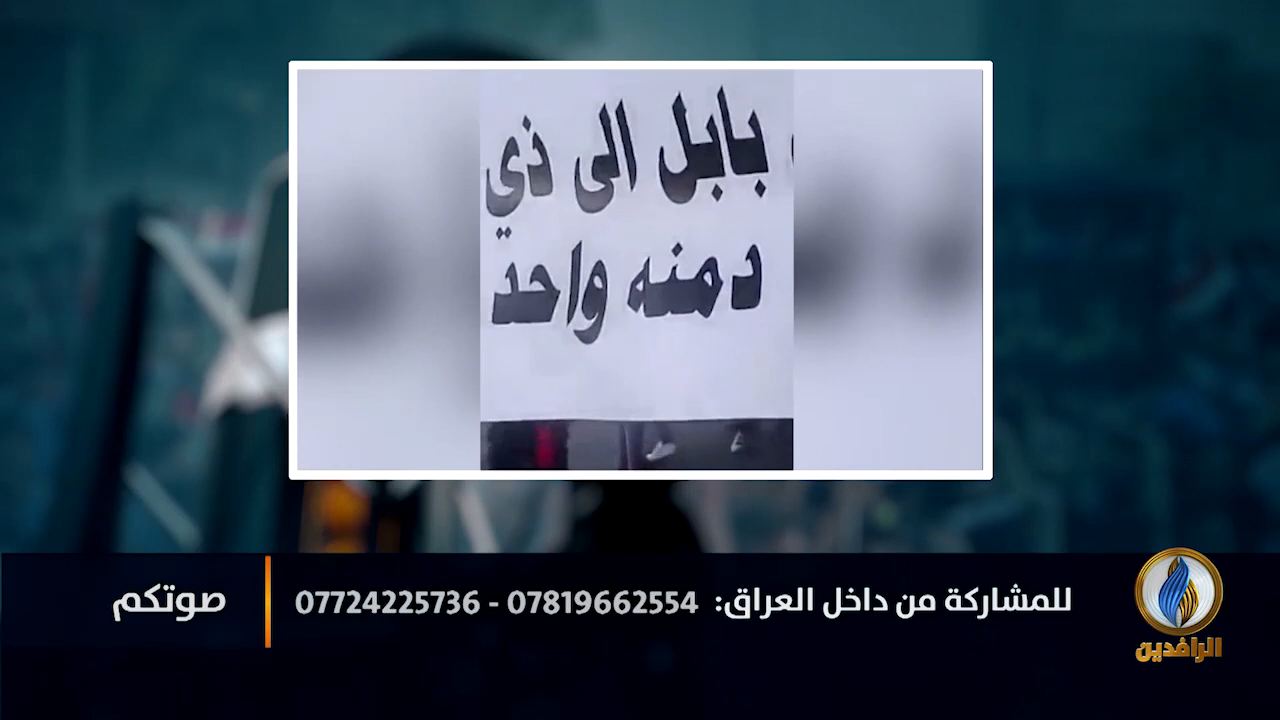 بابل الى ذي
دمنه واحد
للمشاركة من داخل العراق: 07819662554 - 07724225736
صوتكم
الرافدين